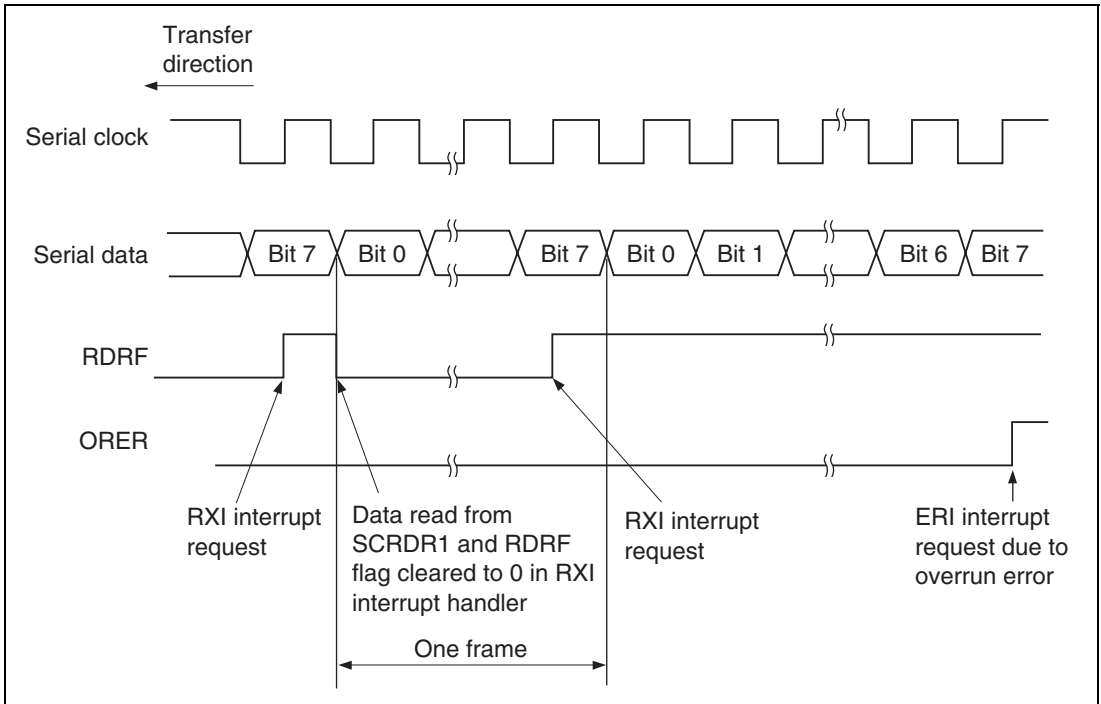 Transfer
direction
Serial clock
Serial data
Bit 7
Bit 0
Bit 7
Bit 0
Bit 1
Bit 6
Bit 7
RDRF
ORER
RXI interrupt
request
Data read from
SCRDR1 and RDRF
flag cleared to 0 in RXI
interrupt handler
RXI interrupt
request
ERI interrupt
request due to
overrun error
One frame